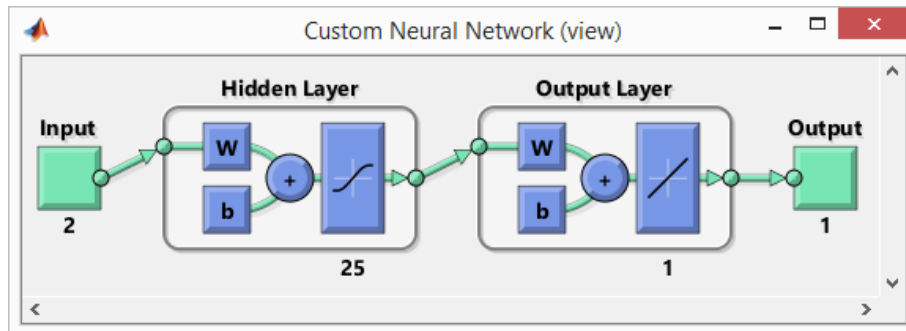 Custom Neural Network (view)
Hidden Layer
Output Layer
Input
Output
W
W
+
+
b
b
2
1
25
1